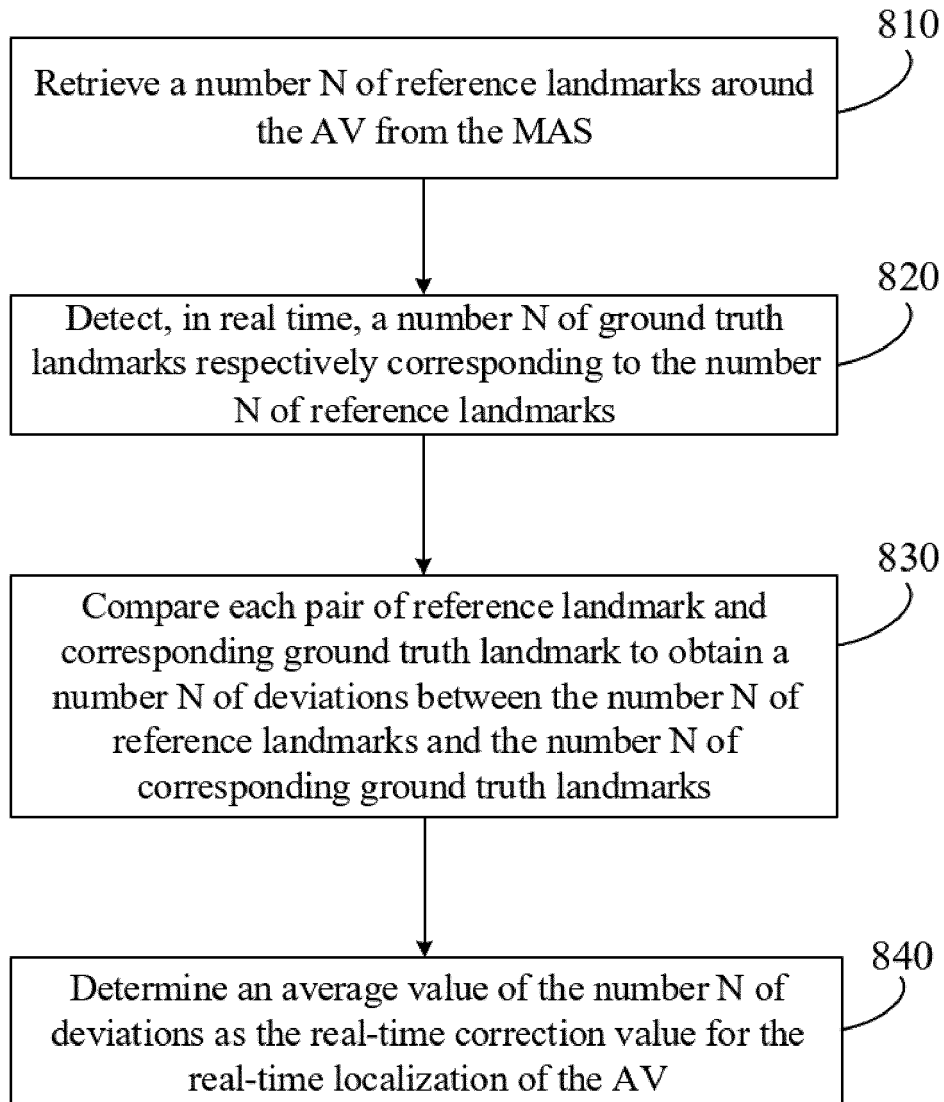 810
Retrieve a number N of reference landmarks around
the AV from the MAS
820
Detect, in real time, a number N of ground truth
landmarks respectively corresponding to the number
N of reference landmarks
830
Compare each pair of reference landmark and
corresponding ground truth landmark to obtain a
number N of deviations between the number N of
reference landmarks and the number N of
corresponding ground truth landmarks
840
Determine an average value of the number N of
deviations as the real-time correction value for the
real-time localization of the AV